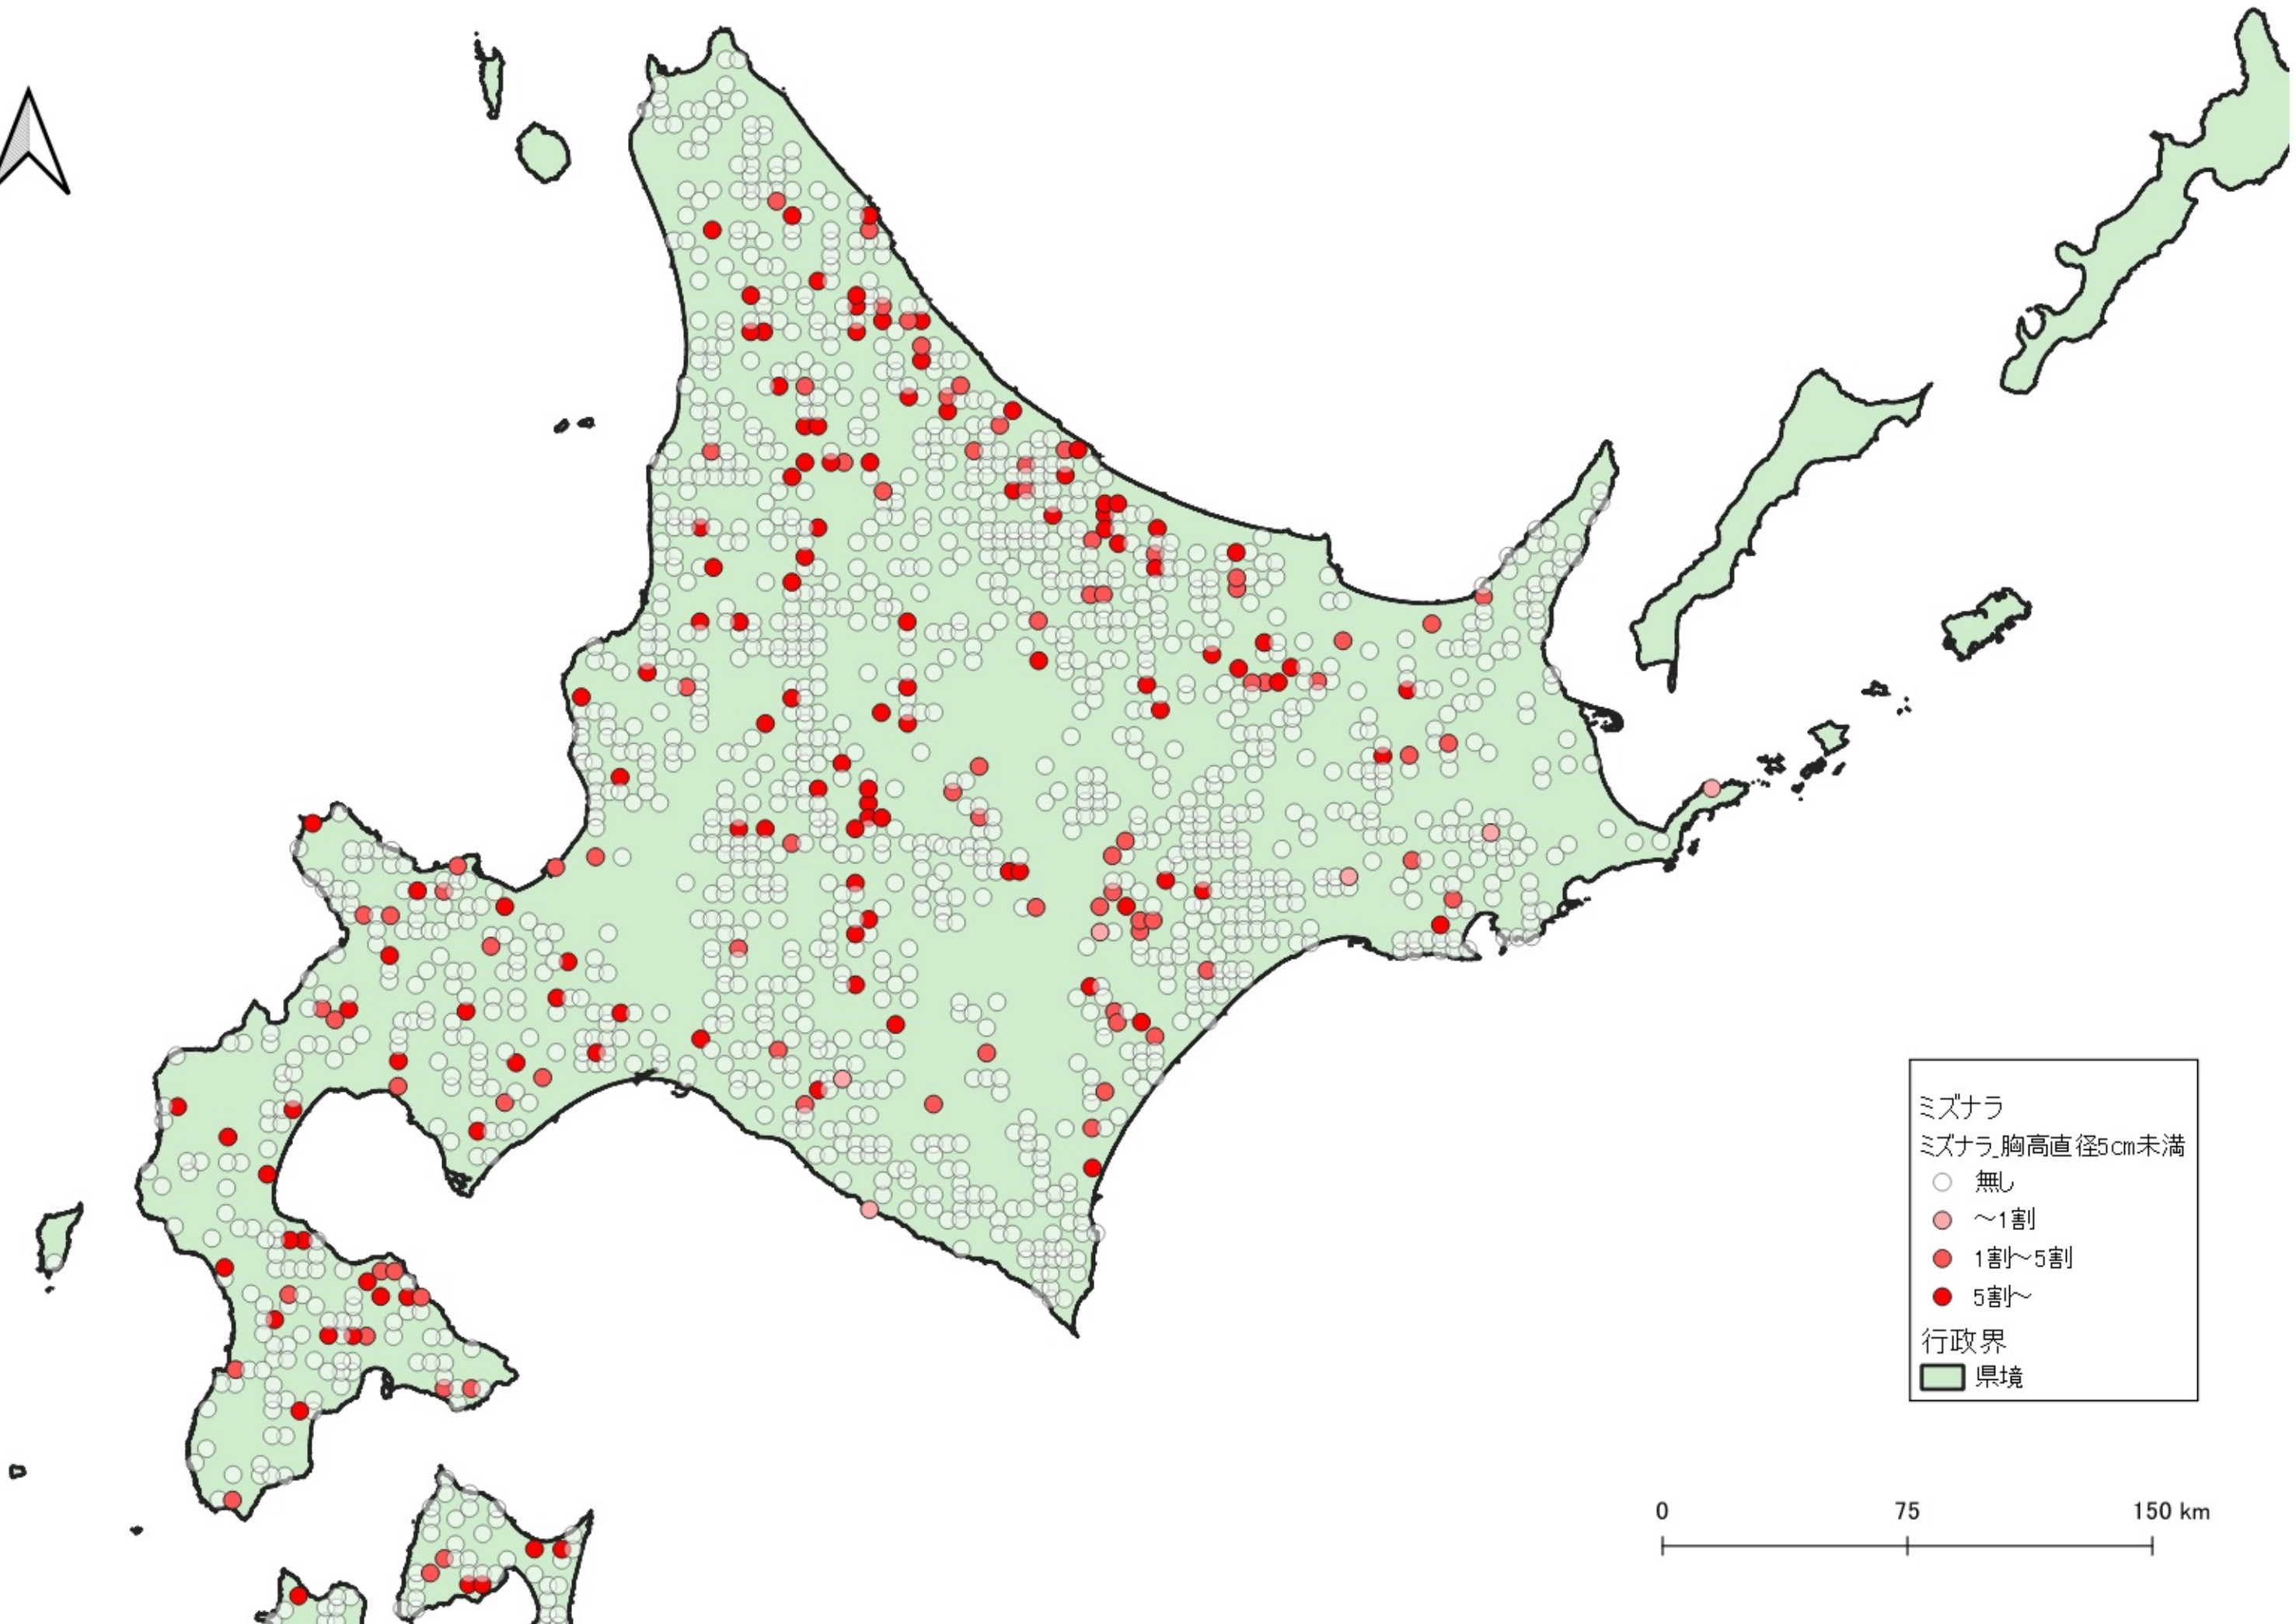 ミズナラ
ミズナラ_胸高直径5cm未満
無し
～1割
1割～5割
5割～
行政界
県境
0 75 150 km